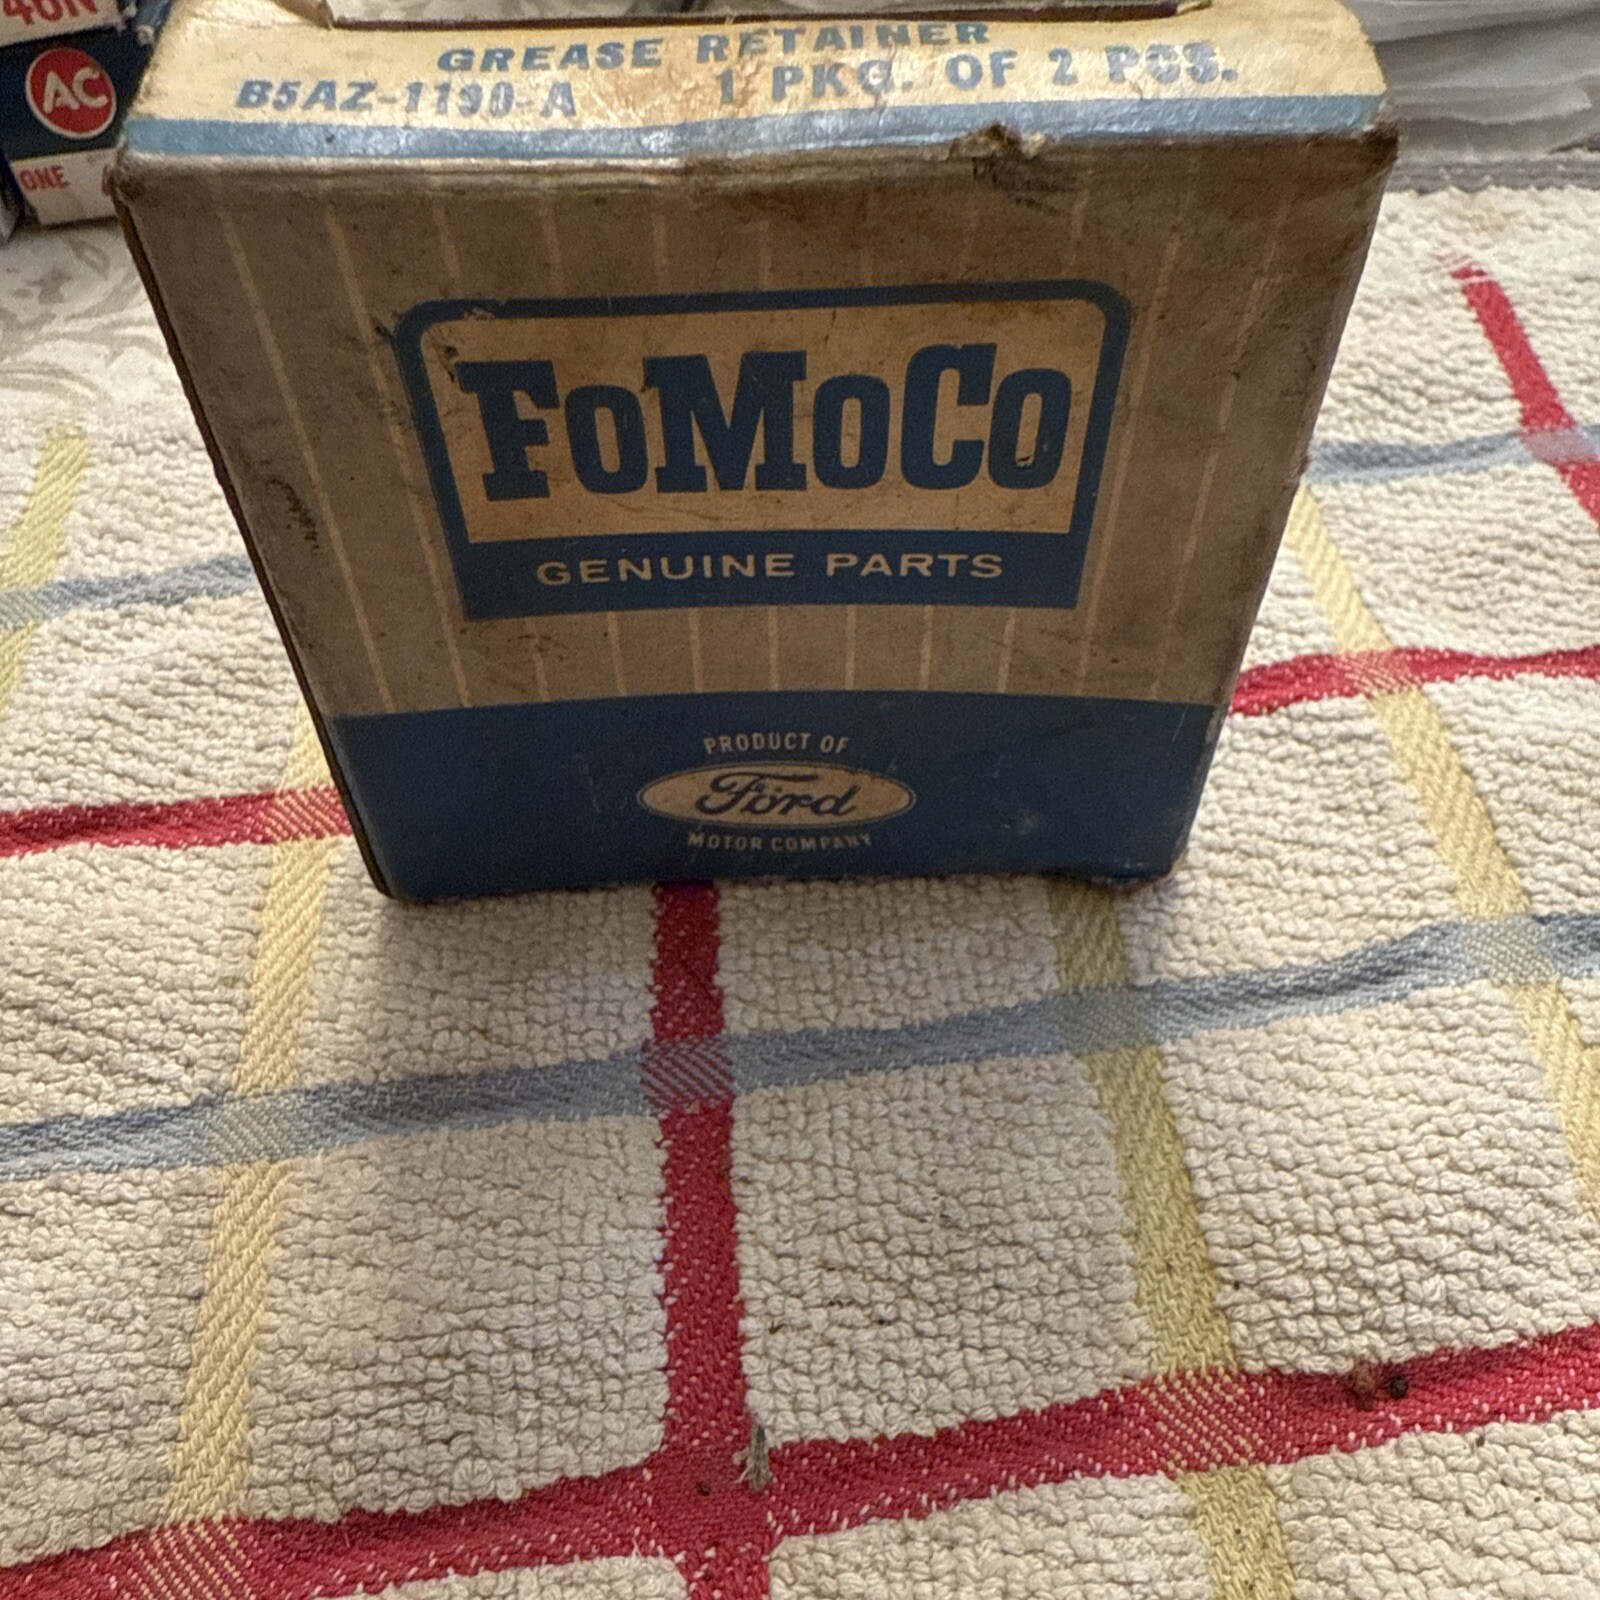 46N
AC
ONE
GREASE RETAINER
B5AZ-1190-A 1 PKG. OF 2 PCS.
FoMoCo
GENUINE PARTS
PRODUCT OF
Ford
MOTOR COMPANY